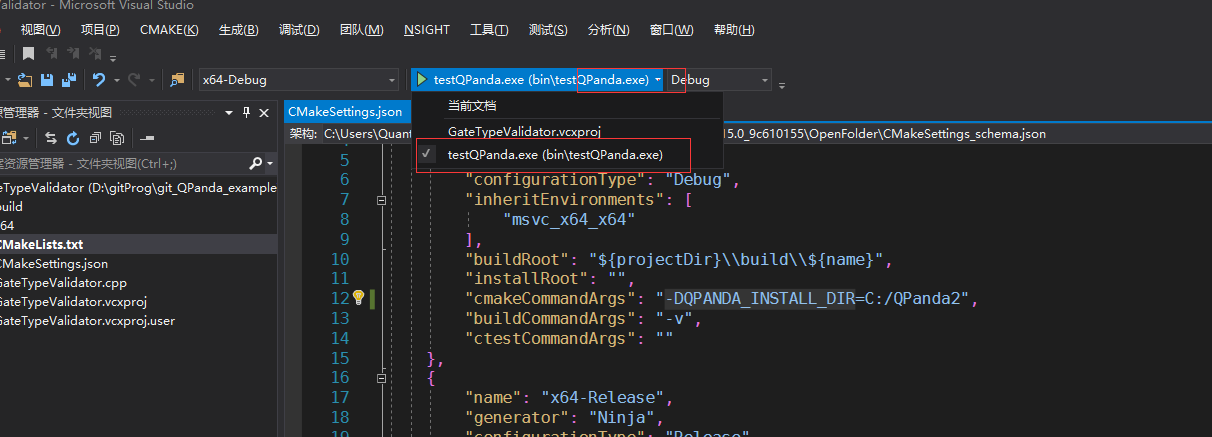 Validator - Microsoft Visual Studio
视图(V) 项目(P) CMAKE(K) 生成(B) 调试(D) 团队(M) NSIGHT 工具(T) 测试(S) 分析(N) 窗口(W) 帮助(H)
x64-Debug testQPanda.exe (bin\testQPanda.exe) Debug
当前文档
GateTypeValidator.vcxproj
testQPanda.exe (bin\testQPanda.exe)
源管理器 - 文件夹视图 CMakeSettings.json
架构: C:\Users\Quant 15.0_9c610155\OpenFolder\CMakeSettings_schema.json
资源管理器 - 文件夹视图(Ctrl+;)
eTypeValidator (D:\gitProg\git_QPanda_example
build
64
CMakeLists.txt
CMakeSettings.json
GateTypeValidator.cpp
GateTypeValidator.vcxproj
GateTypeValidator.vcxproj.user
5
6 "configurationType": "Debug",
7 "inheritEnvironments": [
8 "msvc_x64_x64"
9 ],
10 "buildRoot": "${projectDir}\\build\\${name}",
11 "installRoot": "",
12 "cmakeCommandArgs": "-DQPANDA_INSTALL_DIR=C:/QPanda2",
13 "buildCommandArgs": "-v",
14 "ctestCommandArgs": ""
15 },
16 {
17 "name": "x64-Release",
18 "generator": "Ninja",
19 "configurationType": "Release"